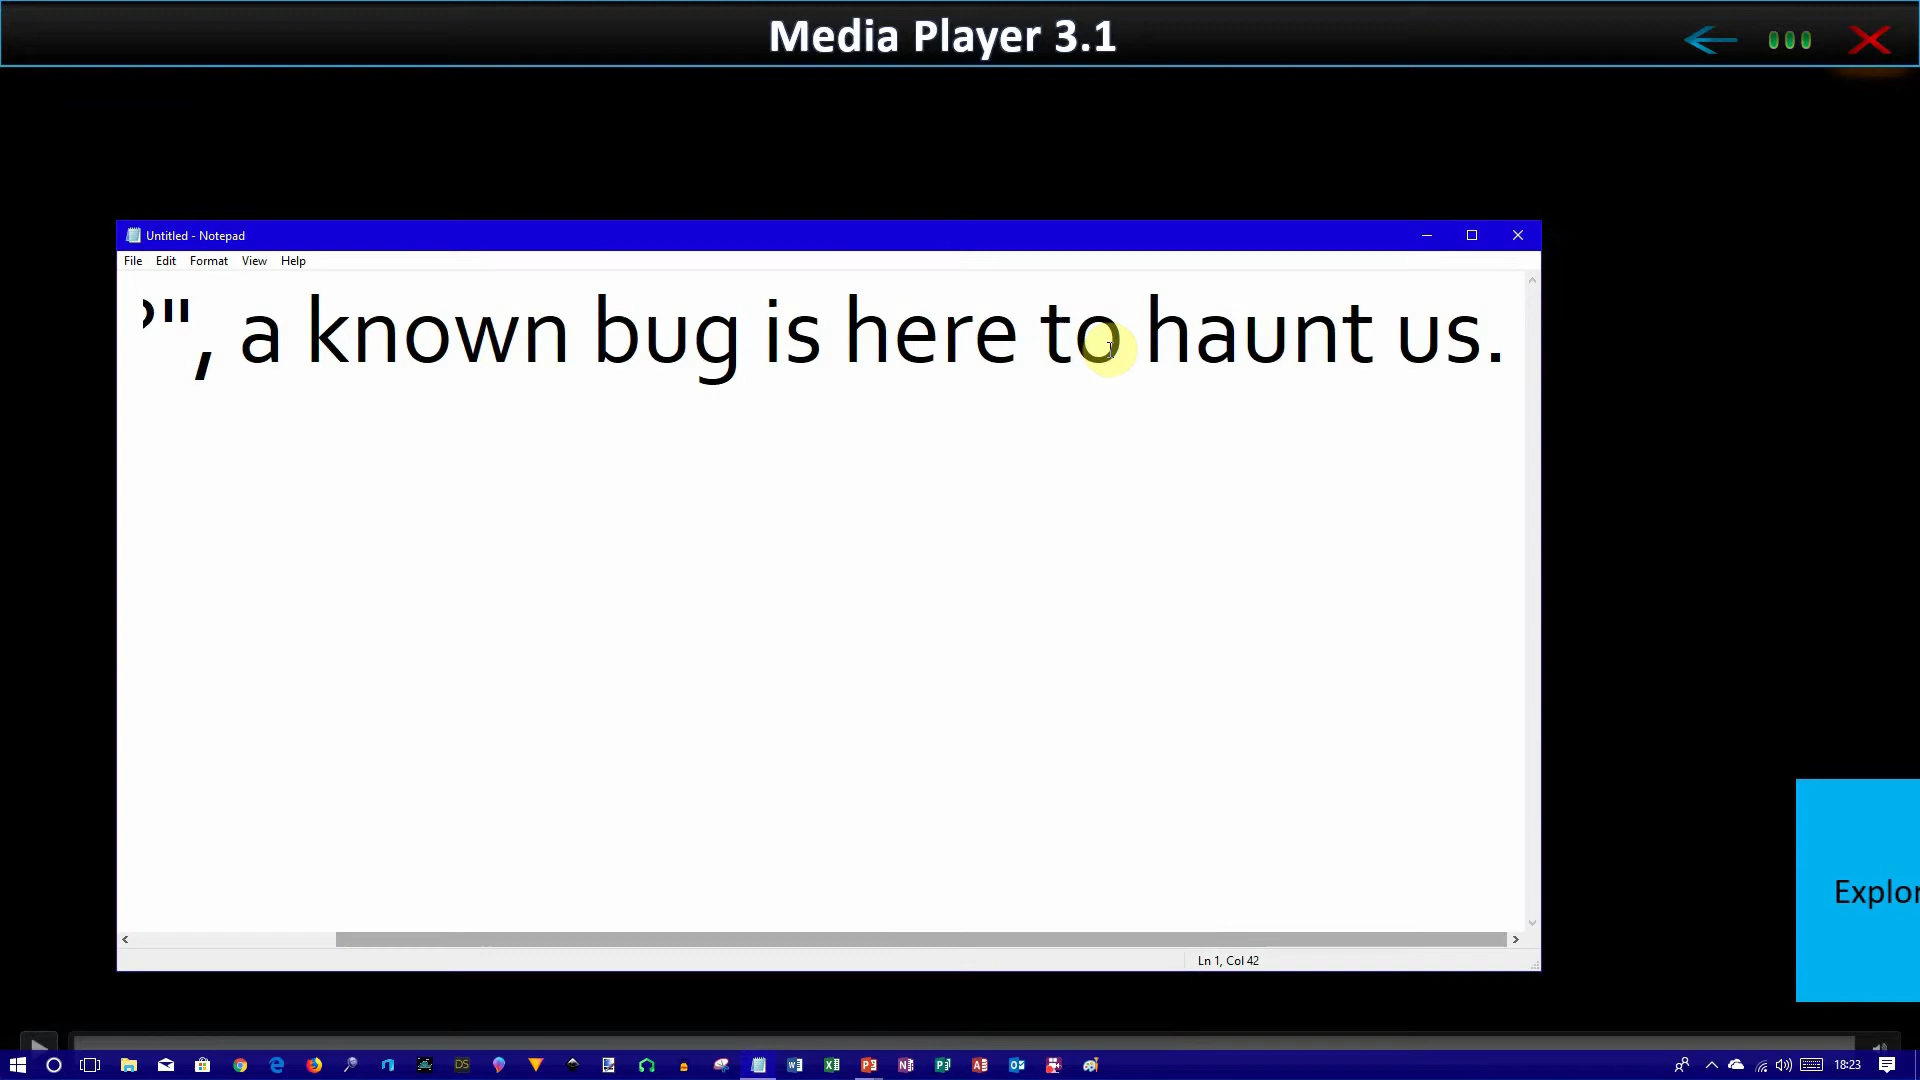 Media Player 3.1
Untitled - Notepad
File Edit Format View Help
?", a known bug is here to haunt us.
Explor
Ln 1, Col 42
18:23